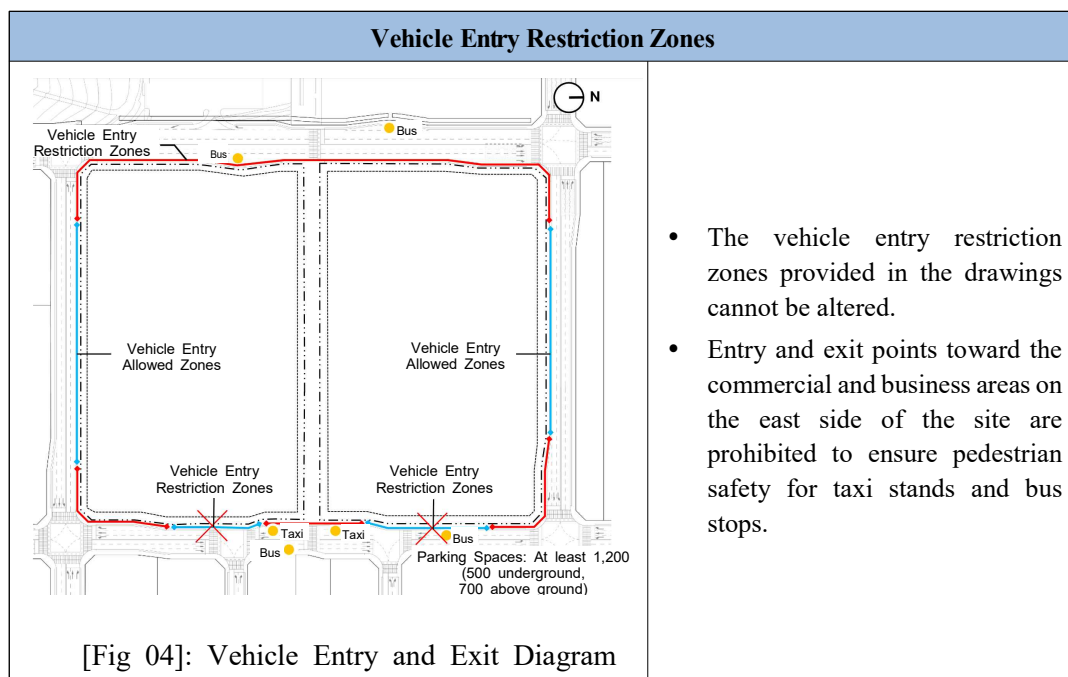 Vehicle Entry Restriction Zones
N
Bus
Vehicle Entry
Restriction Zones
Bus
Vehicle Entry
Allowed Zones
Vehicle Entry
Allowed Zones
Vehicle Entry
Restriction Zones
Vehicle Entry
Restriction Zones
Taxi
Taxi
Bus
Bus
Parking Spaces: At least 1,200
(500 underground,
700 above ground)
[Fig 04]: Vehicle Entry and Exit Diagram
• The vehicle entry restriction
zones provided in the drawings
cannot be altered.
• Entry and exit points toward the
commercial and business areas on
the east side of the site are
prohibited to ensure pedestrian
safety for taxi stands and bus
stops.